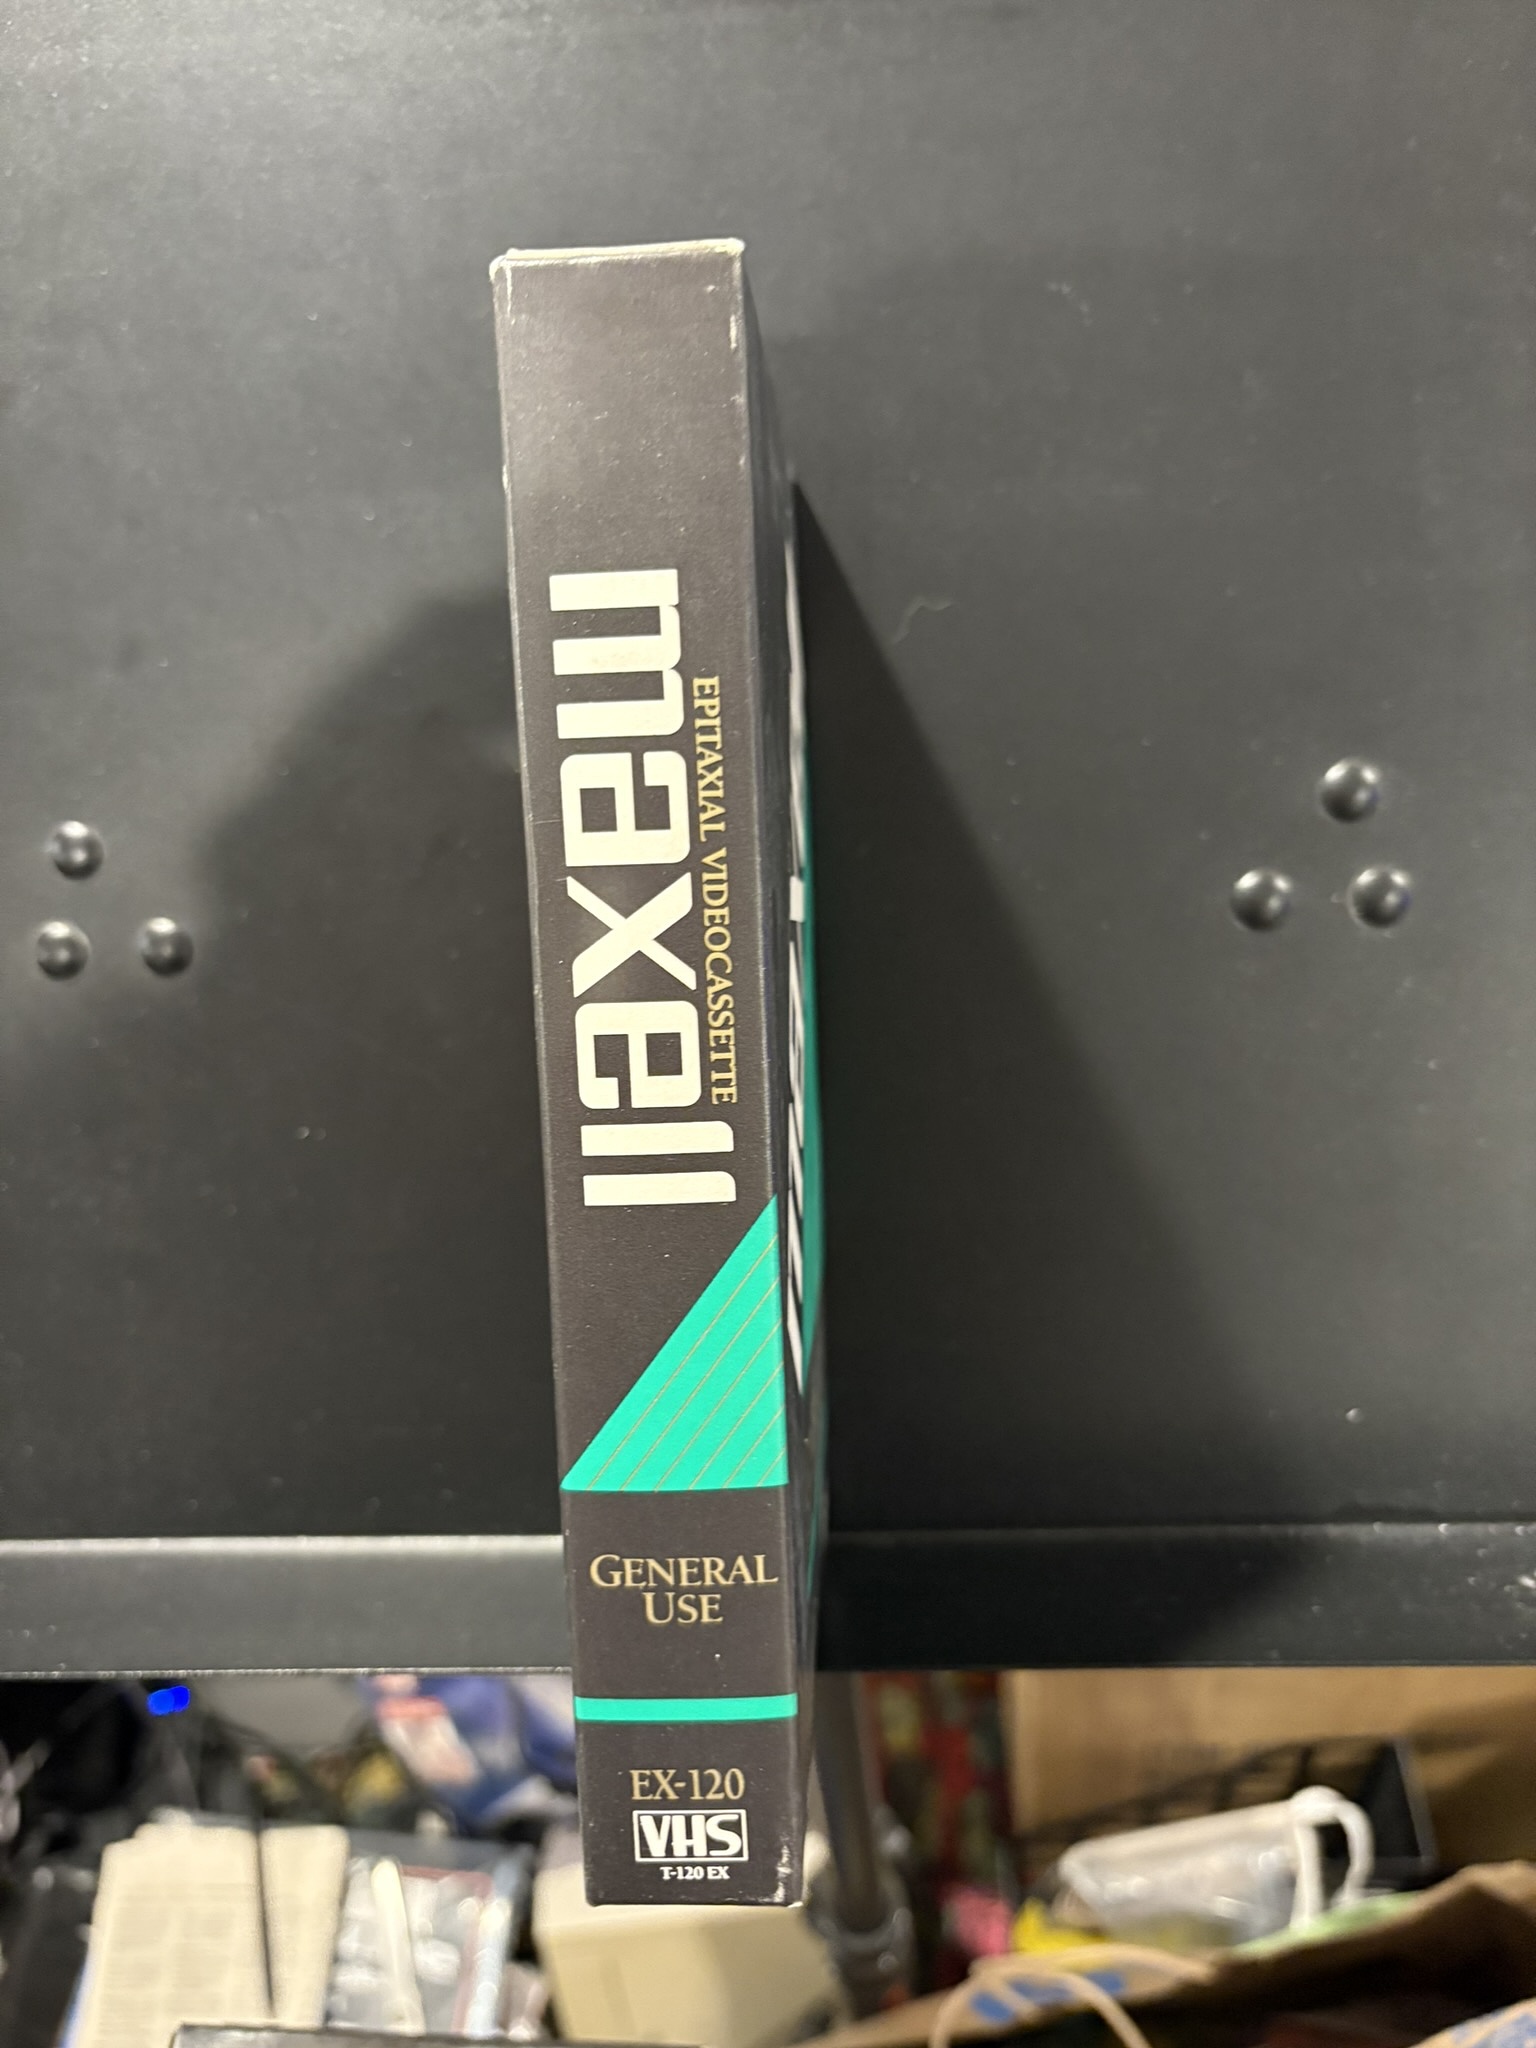 maxell
EPITAXIAL VIDEOCASSETTE
GENERAL
USE
EX-120
VHS
T-120 EX